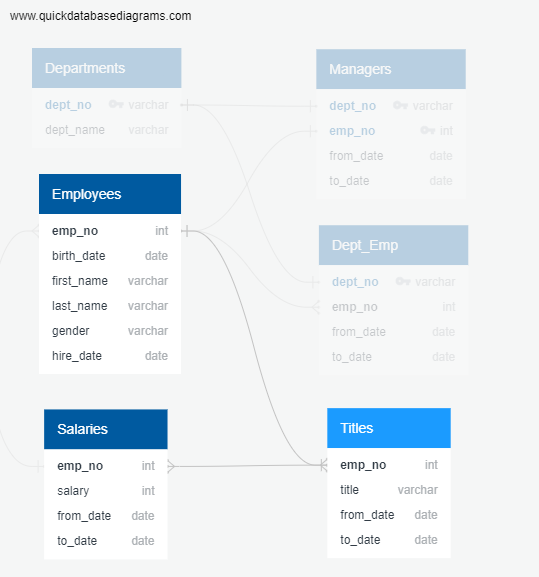 www.quickdatabasediagrams.com
Departments
dept_no varchar
dept_name varchar
Managers
dept_no varchar
emp_no int
from_date date
to_date date
Employees
emp_no int
birth_date date
first_name varchar
last_name varchar
gender varchar
hire_date date
Dept_Emp
dept_no varchar
emp_no int
from_date date
to_date date
Salaries
emp_no int
salary int
from_date date
to_date date
Titles
emp_no int
title varchar
from_date date
to_date date